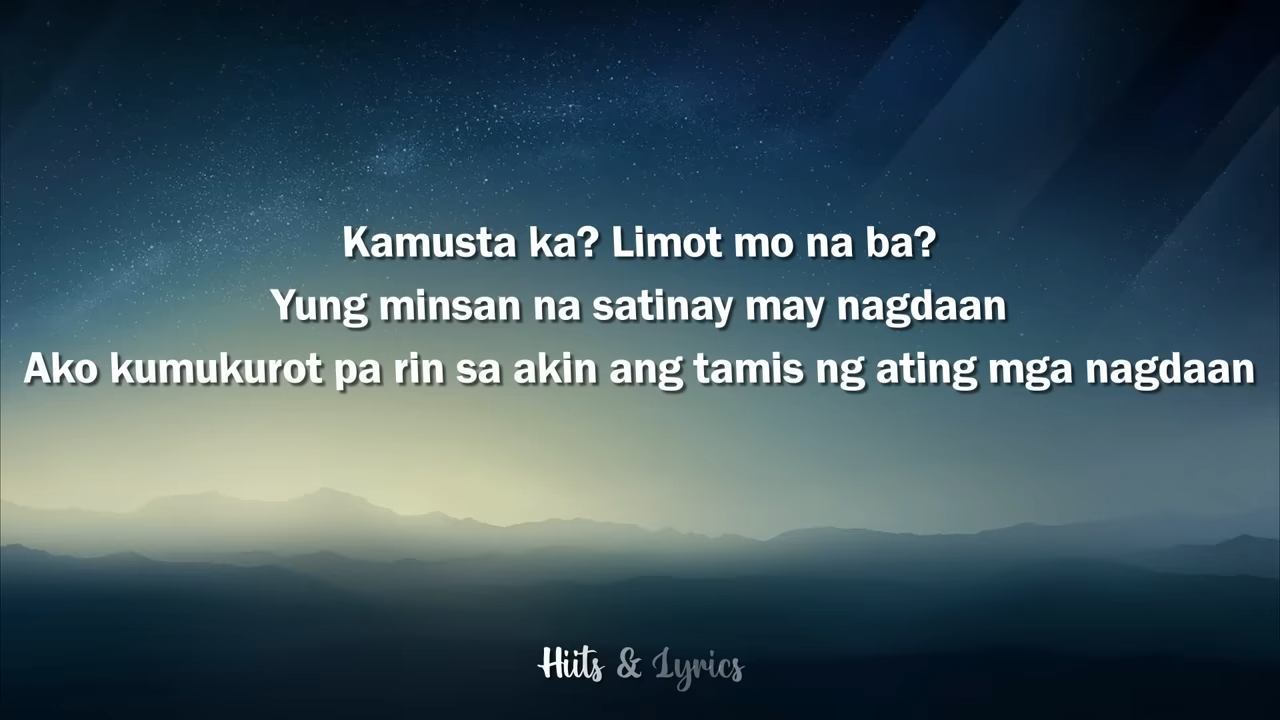 Kamusta ka? Limot mo na ba?
Yung minsan na satinay may nagdaan
Ako kumukurot pa rin sa akin ang tamis ng ating mga nagdaan
Hiits & Lyrics